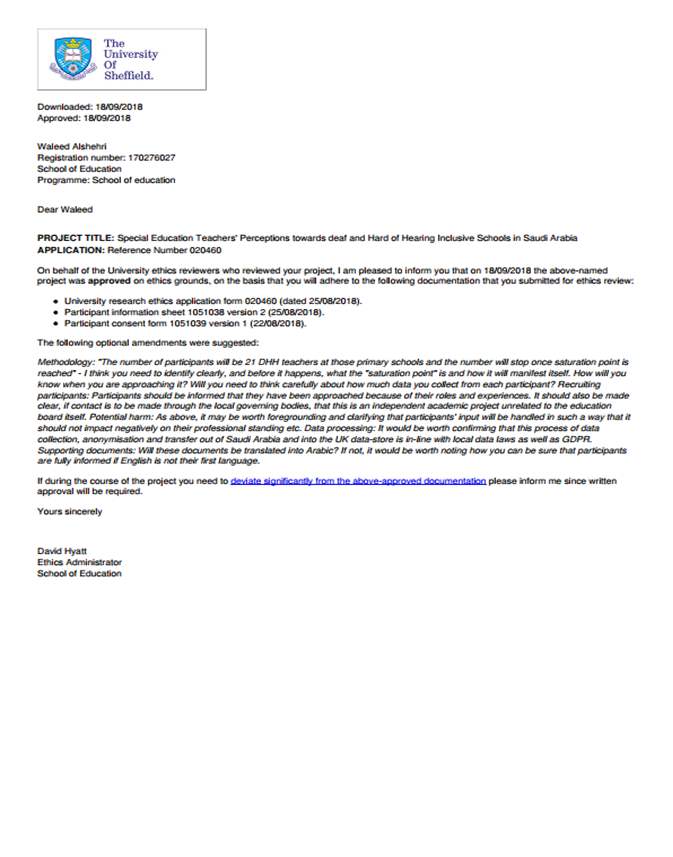 The
University
Of
Sheffield.
Downloaded: 18/09/2018
Approved: 18/09/2018
Waleed Alshehri
Registration number: 170276027
School of Education
Programme: School of education
Dear Waleed
PROJECT TITLE: Special Education Teachers' Perceptions towards deaf and Hard of Hearing Inclusive Schools in Saudi Arabia
APPLICATION: Reference Number 020460
On behalf of the University ethics reviewers who reviewed your project, I am pleased to inform you that on 18/09/2018 the above-named
project was approved on ethics grounds, on the basis that you will adhere to the following documentation that you submitted for ethics review:
● University research ethics application form 020460 (dated 25/08/2018).
● Participant information sheet 1051038 version 2 (25/08/2018).
● Participant consent form 1051039 version 1 (22/08/2018).
The following optional amendments were suggested:
Methodology: "The number of participants will be 21 DHH teachers at those primary schools and the number will stop once saturation point is
reached" - I think you need to identify clearly, and before it happens, what the "saturation point" is and how it will manifest itself. How will you
know when you are approaching it? Will you need to think carefully about how much data you collect from each participant? Recruiting
participants: Participants should be informed that they have been approached because of their roles and experiences. It should also be made
clear, if contact is to be made through the local governing bodies, that this is an independent academic project unrelated to the education
board itself. Potential harm: As above, it may be worth foregrounding and clarifying that participants' input will be handled in such a way that it
should not impact negatively on their professional standing etc. Data processing: It would be worth confirming that this process of data
collection, anonymisation and transfer out of Saudi Arabia and into the UK data-store is in-line with local data laws as well as GDPR.
Supporting documents: Will these documents be translated into Arabic? If not, it would be worth noting how you can be sure that participants
are fully informed if English is not their first language.
If during the course of the project you need to deviate significantly from the above-approved documentation please inform me since written
approval will be required.
Yours sincerely
David Hyatt
Ethics Administrator
School of Education